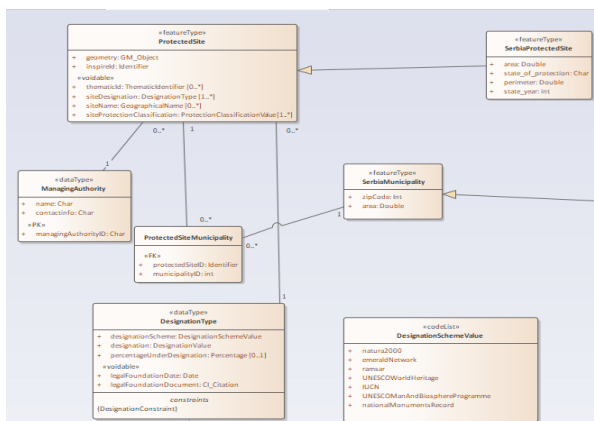 «featureType»
ProtectedSite
+ geometry: GM_Object
+ inspireId: Identifier
«voidable»
+ thematicId: ThematicIdentifier [0..*]
+ siteDesignation: DesignationType [1..*]
+ siteName: GeographicalName [0..*]
+ siteProtectionClassification: ProtectionClassificationValue[1..*]
«featureType»
SerbiaProtectedSite
+ area: Double
+ state_of_protection: Char
+ perimeter: Double
+ state_year: int
0..*
1
0..*
1
«dataType»
ManagingAuthority
+ name: Char
+ contactinfo: Char
«PK»
+ managingAuthorityID: Char
«featureType»
SerbiaMunicipality
+ zipCode: Int
+ area: Double
0..*
1
0..*
ProtectedSiteMunicipality
«FK»
+ protectedSiteID: Identifier
+ municipalityID: int
1
«dataType»
DesignationType
+ designationScheme: DesignationSchemeValue
+ designation: DesignationValue
+ percentageUnderDesignation: Percentage [0..1]
«voidable»
+ legalFoundationDate: Date
+ legalFoundationDocument: CI_Citation
constraints
{DesignationConstraint}
«codeList»
DesignationSchemeValue
+ natura2000
+ emeraldNetwork
+ ramsar
+ UNESCOWorldHeritage
+ IUCN
+ UNESCOManAndBiosphereProgramme
+ nationalMonumentsRecord